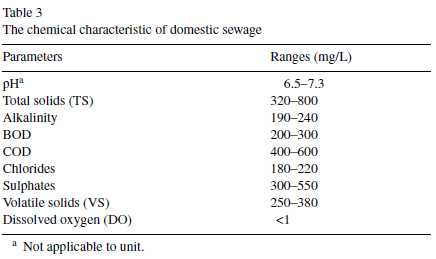 Table 3
The chemical characteristic of domestic sewage
Parameters Ranges (mg/L)
pHᵃ 6.5–7.3
Total solids (TS) 320–800
Alkalinity 190–240
BOD 200–300
COD 400–600
Chlorides 180–220
Sulphates 300–550
Volatile solids (VS) 250–380
Dissolved oxygen (DO) <1
ᵃ Not applicable to unit.